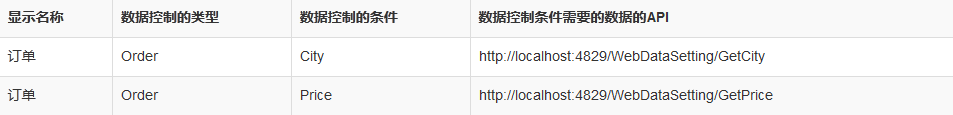 显示名称 数据控制的类型 数据控制的条件 数据控制条件需要的数据的API
订单 Order City http://localhost:4829/WebDataSetting/GetCity
订单 Order Price http://localhost:4829/WebDataSetting/GetPrice